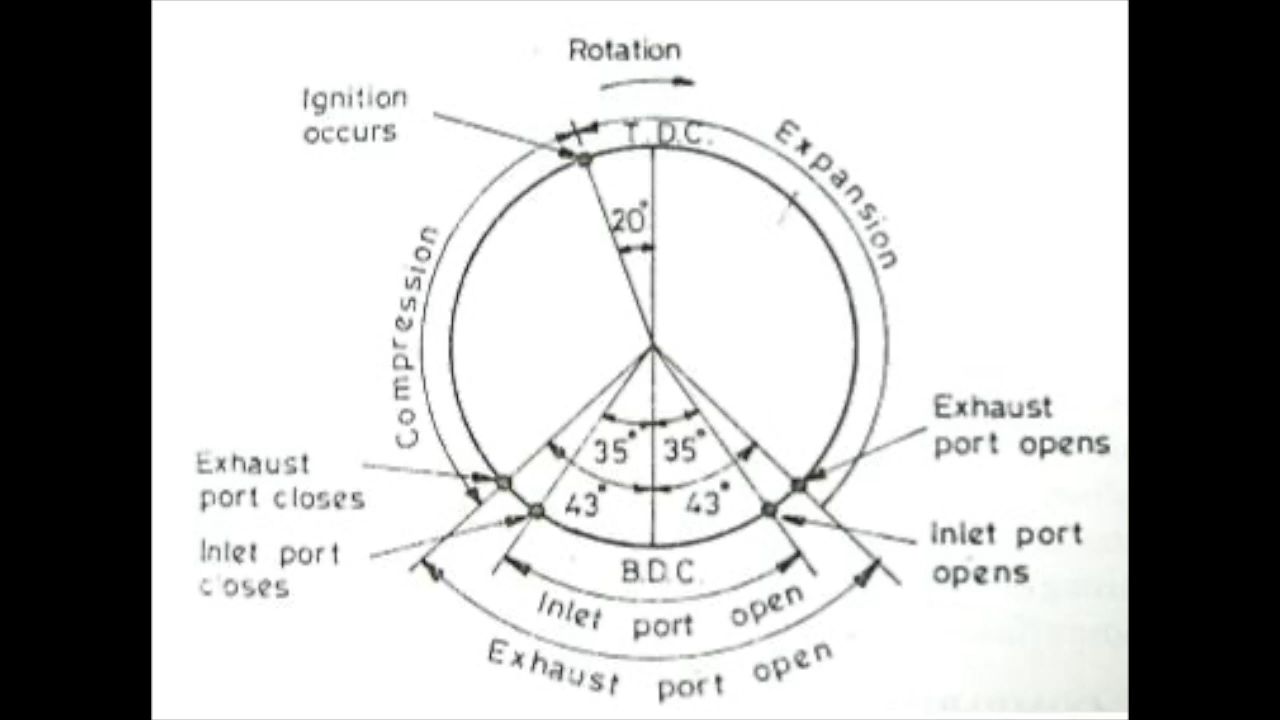 Rotation
Ignition
occurs
T.D.C.
Expansion
20°
Compression
Exhaust
port opens
35° 35°
Exhaust
port closes
43° 43°
Inlet port
opens
Inlet port
closes
B.D.C.
Inlet port open
Exhaust port open